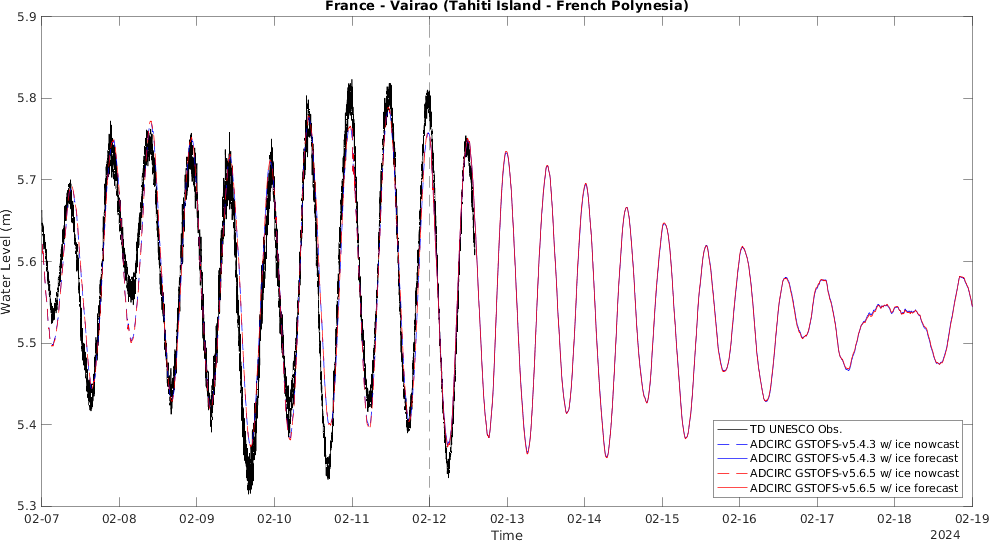 France - Vairao (Tahiti Island - French Polynesia)
5.9
5.8
5.7
5.6
5.5
5.4
5.3
Water Level (m)
TD UNESCO Obs.
ADCIRC GSTOFS-v5.4.3 w/ ice nowcast
ADCIRC GSTOFS-v5.4.3 w/ ice forecast
ADCIRC GSTOFS-v5.6.5 w/ ice nowcast
ADCIRC GSTOFS-v5.6.5 w/ ice forecast
02-07 02-08 02-09 02-10 02-11 02-12 02-13 02-14 02-15 02-16 02-17 02-18 02-19
Time 2024